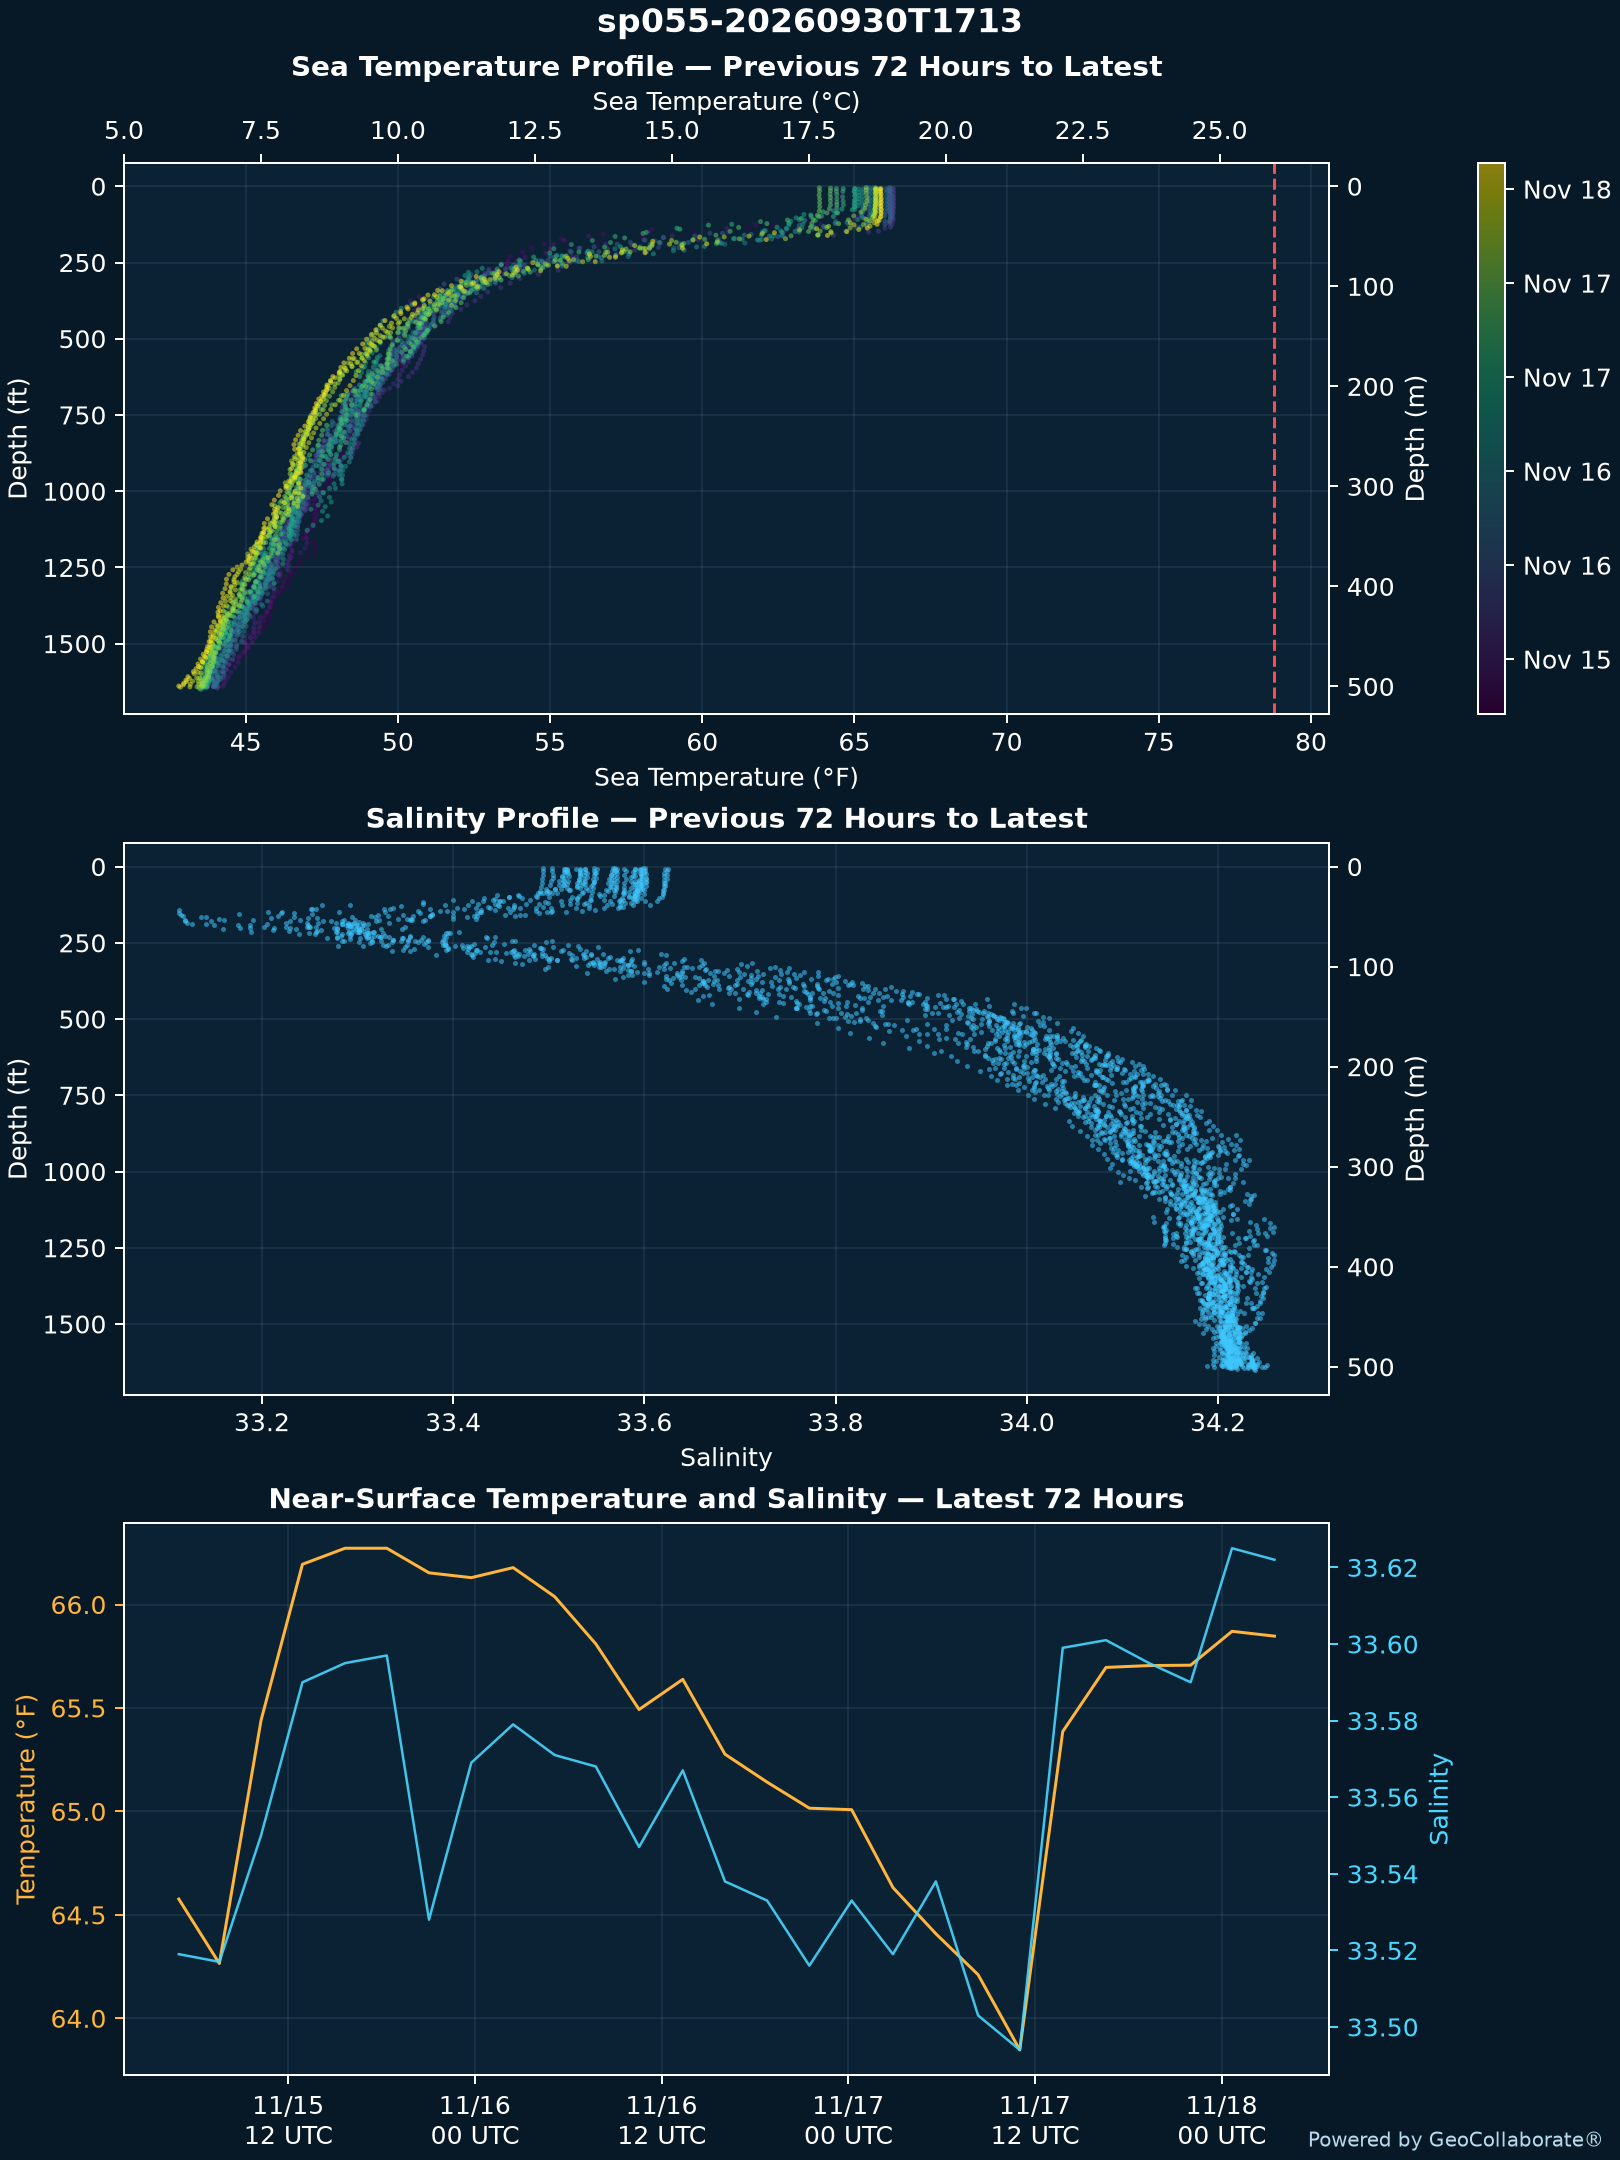 sp055-20260930T1713
Sea Temperature Profile — Previous 72 Hours to Latest
Sea Temperature (°C)
5.0 7.5 10.0 12.5 15.0 17.5 20.0 22.5 25.0
0
250
500
750
1000
1250
1500
Depth (ft)
0
100
200
300
400
500
Depth (m)
Nov 18
Nov 17
Nov 17
Nov 16
Nov 16
Nov 15
45 50 55 60 65 70 75 80
Sea Temperature (°F)
Salinity Profile — Previous 72 Hours to Latest
0
250
500
750
1000
1250
1500
Depth (ft)
0
100
200
300
400
500
Depth (m)
33.2 33.4 33.6 33.8 34.0 34.2
Salinity
Near-Surface Temperature and Salinity — Latest 72 Hours
66.0
65.5
65.0
64.5
64.0
Temperature (°F)
33.62
33.60
33.58
33.56
33.54
33.52
33.50
Salinity
11/15 11/16 11/16 11/17 11/17 11/18
12 UTC 00 UTC 12 UTC 00 UTC 12 UTC 00 UTC
Powered by GeoCollaborate®